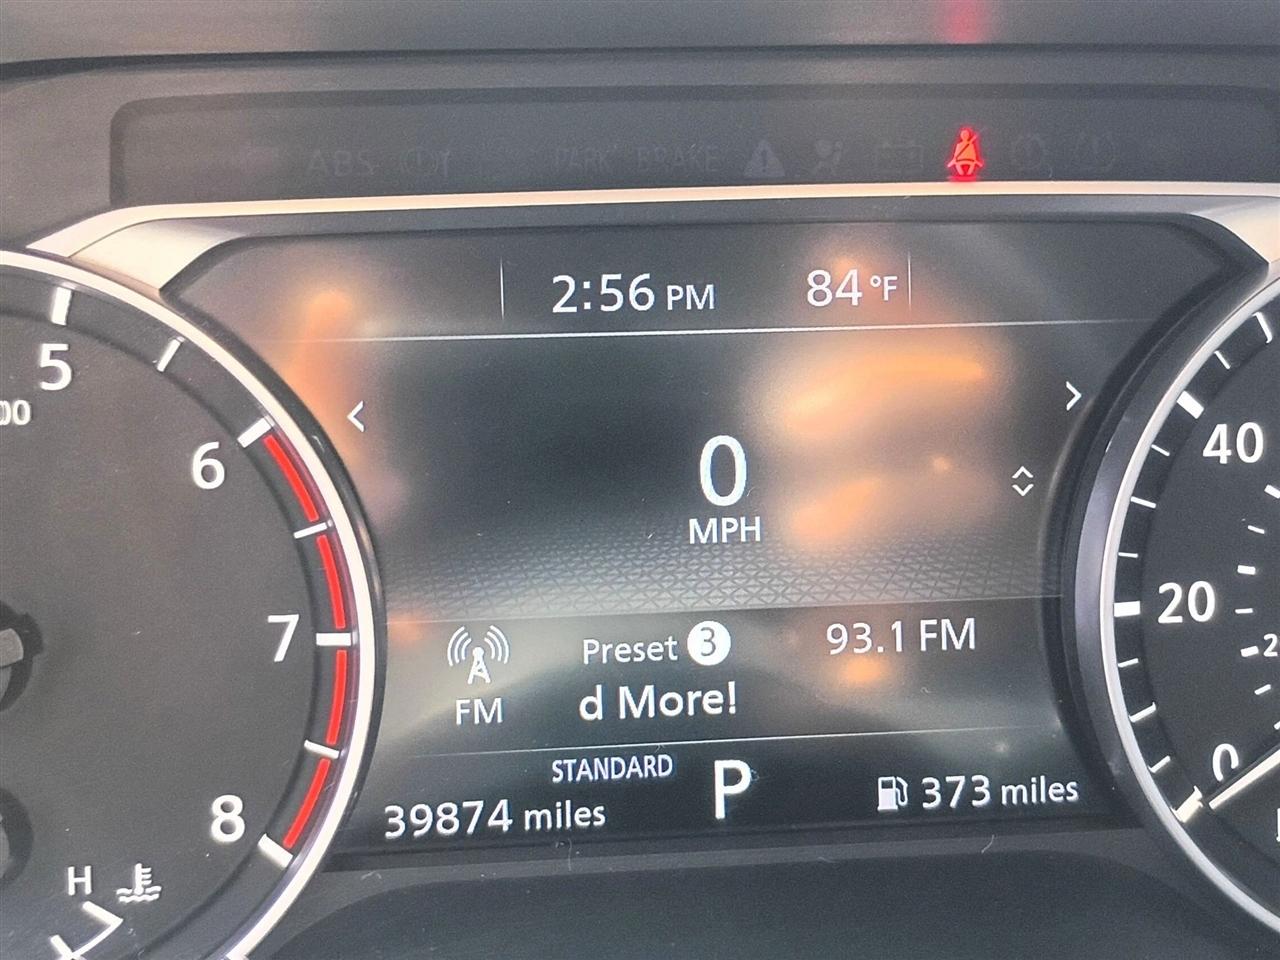 ABS
PARK BRAKE
2:56 PM 84 °F
5
6
7
8
H
0
MPH
Preset 3 93.1 FM
FM
d More!
STANDARD
P
39874 miles
373 miles
40
20
0